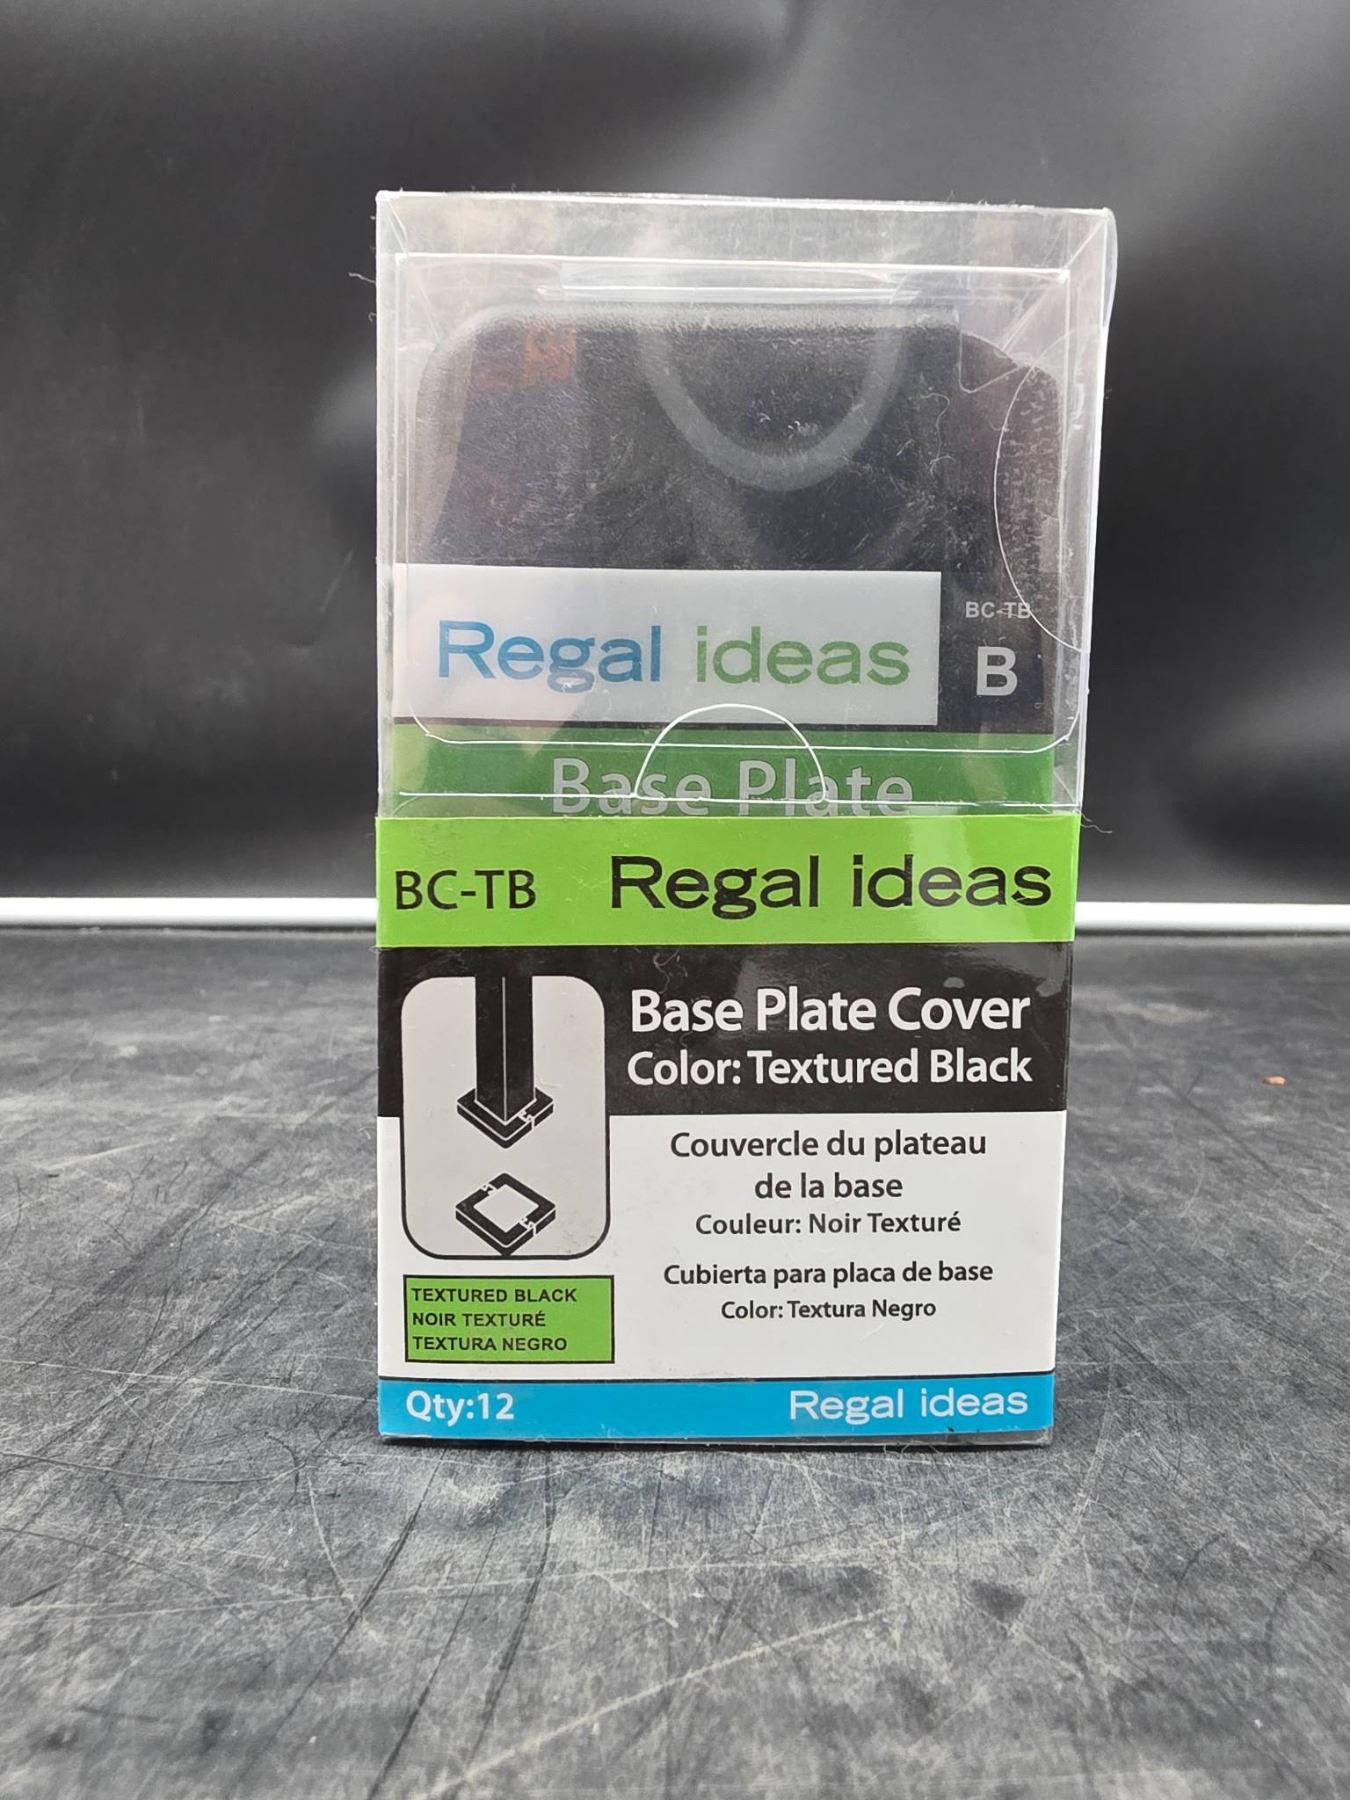 Regal ideas
BC-TB
B
Base Plate
BC-TB Regal ideas
Base Plate Cover
Color: Textured Black
Couvercle du plateau
de la base
Couleur: Noir Texturé
Cubierta para placa de base
Color: Textura Negro
TEXTURED BLACK
NOIR TEXTURÉ
TEXTURA NEGRO
Qty:12 Regal ideas